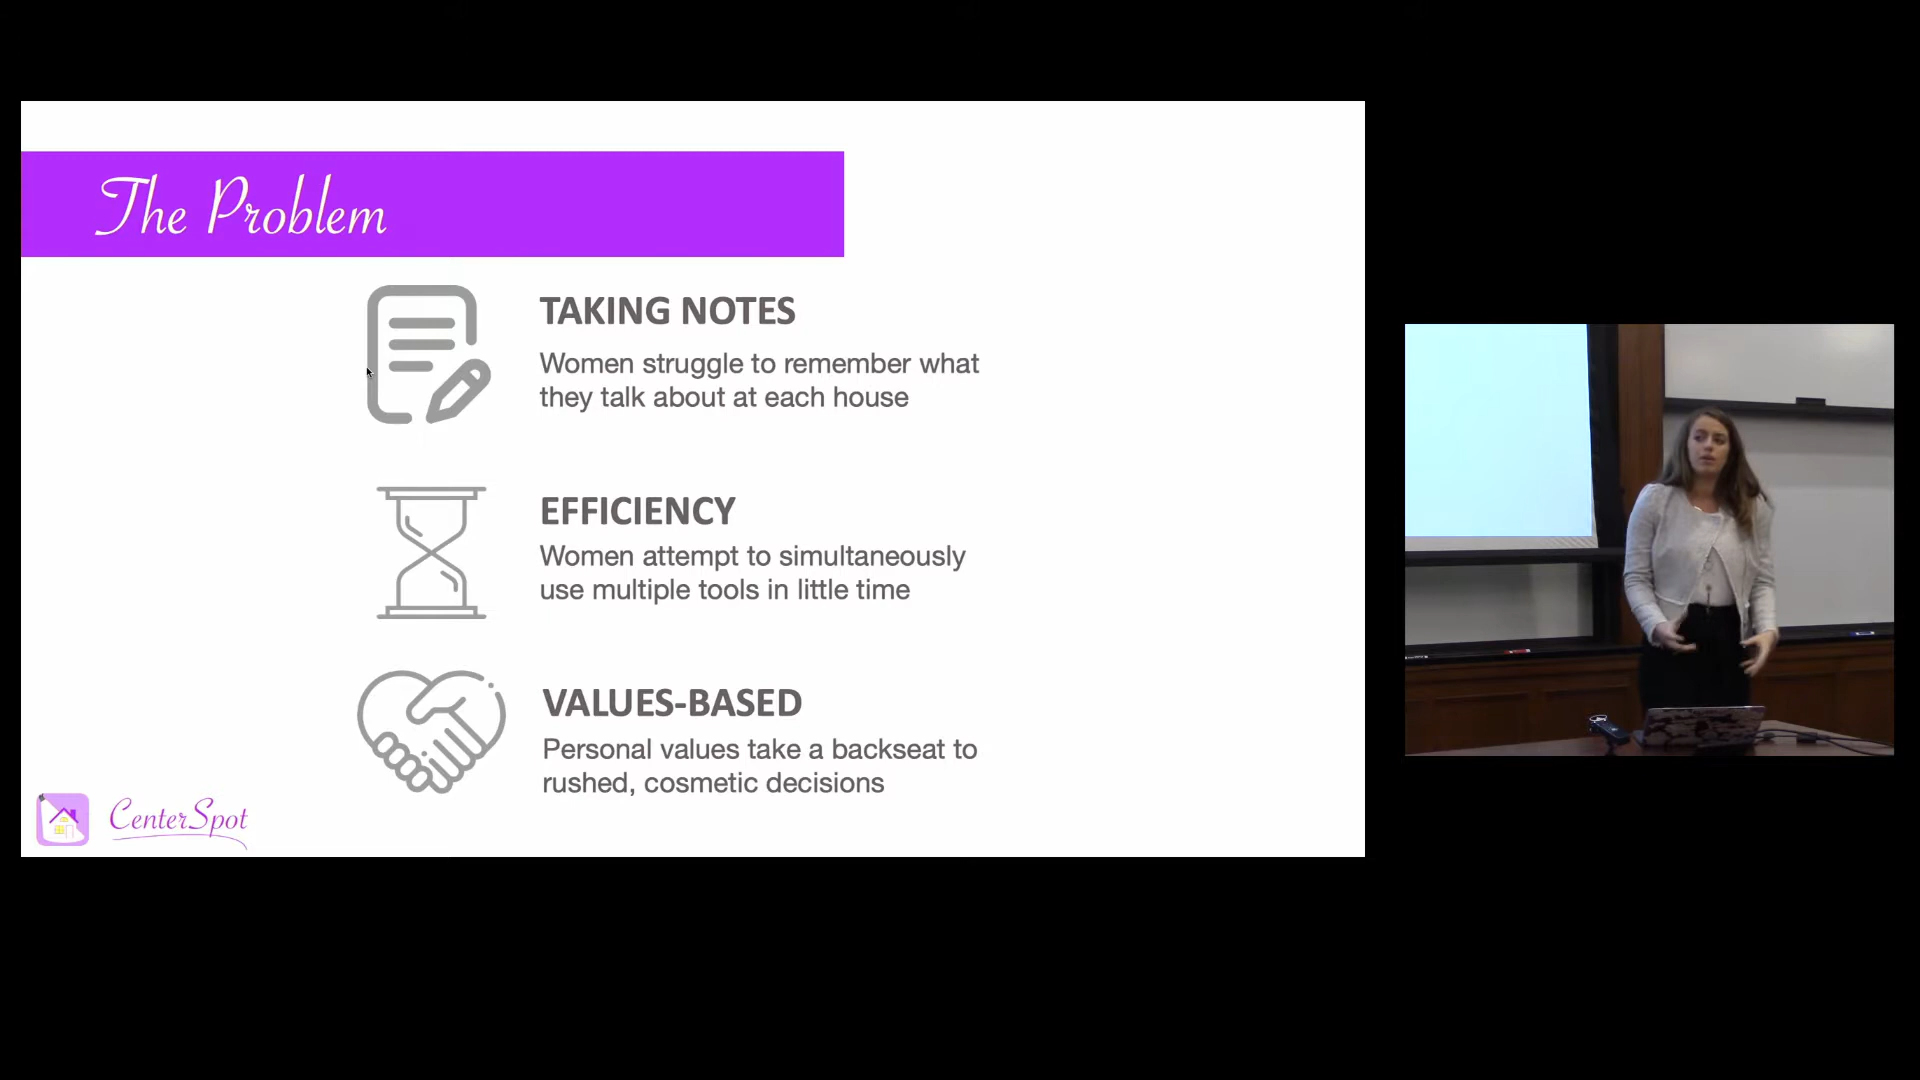 The Problem
TAKING NOTES
Women struggle to remember what
they talk about at each house
EFFICIENCY
Women attempt to simultaneously
use multiple tools in little time
VALUES-BASED
Personal values take a backseat to
rushed, cosmetic decisions
CenterSpot